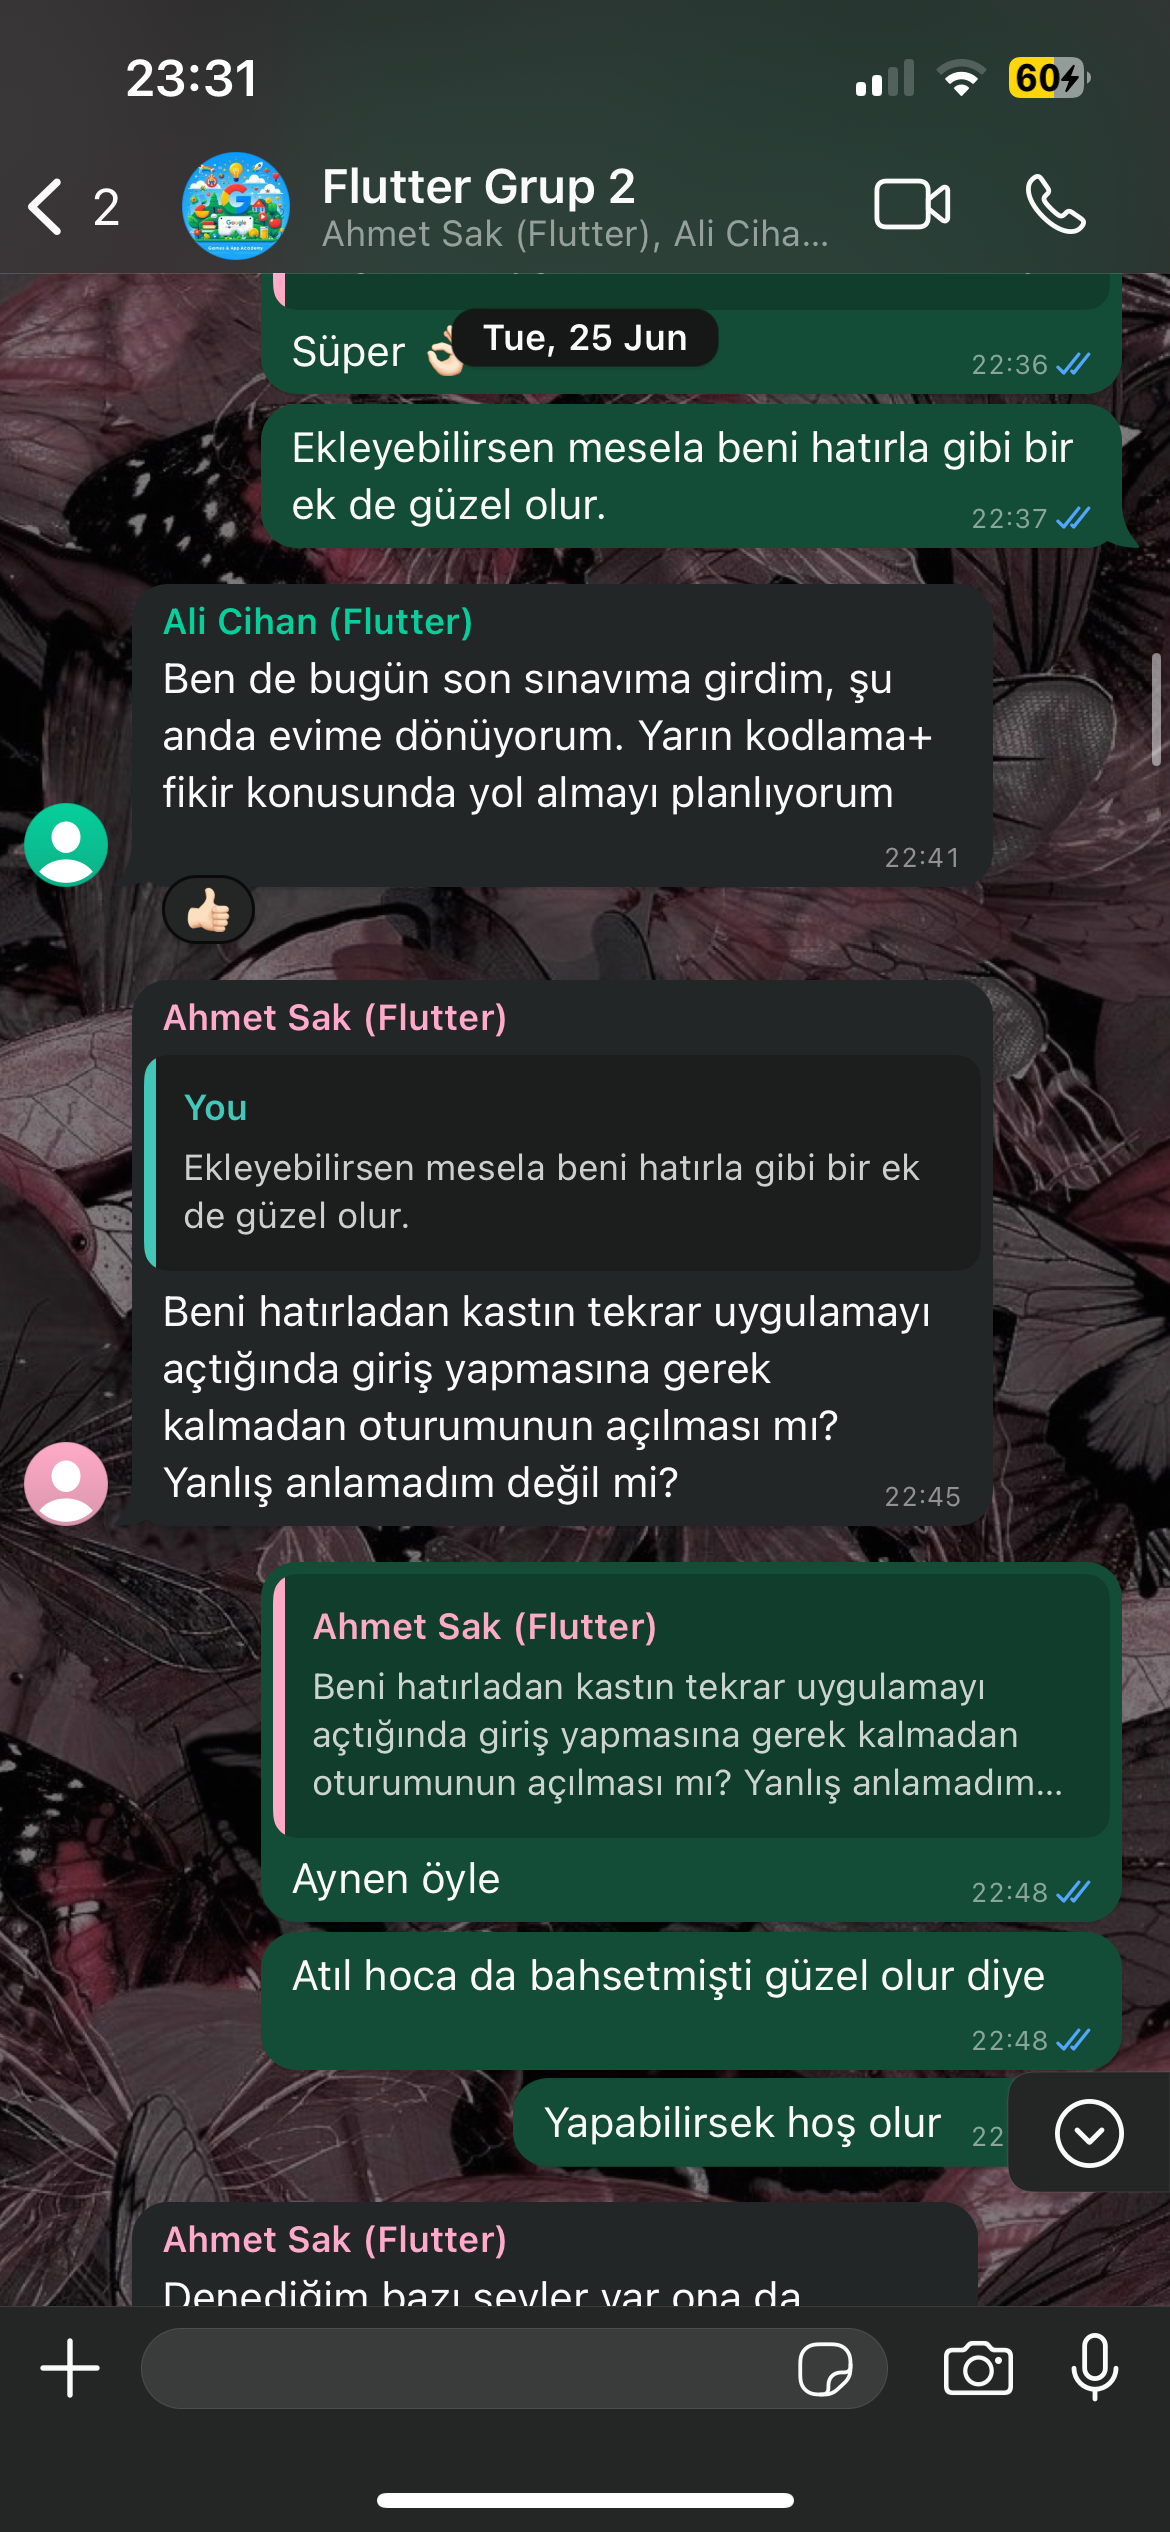 23:31
60
2
Flutter Grup 2
Ahmet Sak (Flutter), Ali Ciha...
Tue, 25 Jun
Süper 👌🏻
22:36
Ekleyebilirsen mesela beni hatırla gibi bir
ek de güzel olur.
22:37
Ali Cihan (Flutter)
Ben de bugün son sınavıma girdim, şu
anda evime dönüyorum. Yarın kodlama+
fikir konusunda yol almayı planlıyorum
22:41
👍🏻
Ahmet Sak (Flutter)
You
Ekleyebilirsen mesela beni hatırla gibi bir ek
de güzel olur.
Beni hatırladan kastın tekrar uygulamayı
açtığında giriş yapmasına gerek
kalmadan oturumunun açılması mı?
Yanlış anlamadım değil mi?
22:45
Ahmet Sak (Flutter)
Beni hatırladan kastın tekrar uygulamayı
açtığında giriş yapmasına gerek kalmadan
oturumunun açılması mı? Yanlış anlamadım...
Aynen öyle
22:48
Atıl hoca da bahsetmişti güzel olur diye
22:48
Yapabilirsek hoş olur
22
Ahmet Sak (Flutter)
Denediğim bazı şeyler var ona da